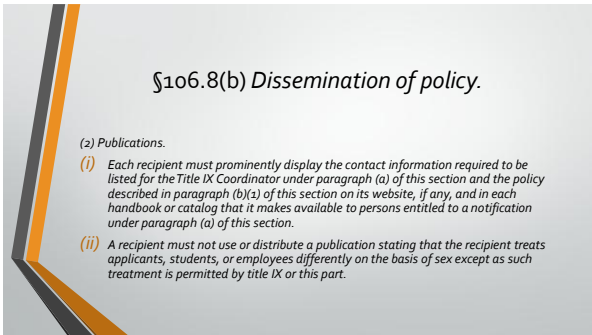 §106.8(b) Dissemination of policy.
(2) Publications.
(i) Each recipient must prominently display the contact information required to be
listed for the Title IX Coordinator under paragraph (a) of this section and the policy
described in paragraph (b)(1) of this section on its website, if any, and in each
handbook or catalog that it makes available to persons entitled to a notification
under paragraph (a) of this section.
(ii) A recipient must not use or distribute a publication stating that the recipient treats
applicants, students, or employees differently on the basis of sex except as such
treatment is permitted by title IX or this part.